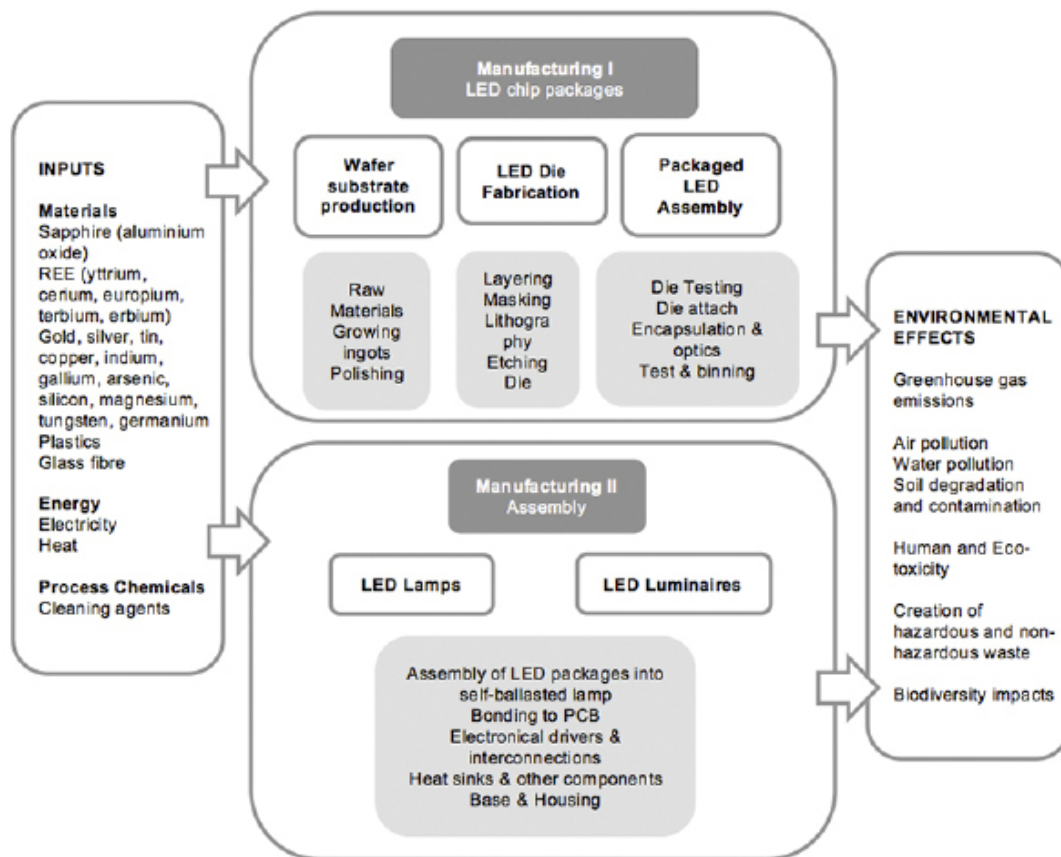 INPUTS
Materials
Sapphire (aluminium
oxide)
REE (yttrium,
cerium, europium,
terbium, erbium)
Gold, silver, tin,
copper, indium,
gallium, arsenic,
silicon, magnesium,
tungsten, germanium
Plastics
Glass fibre
Energy
Electricity
Heat
Process Chemicals
Cleaning agents
Manufacturing I
LED chip packages
Wafer
substrate
production
Raw
Materials
Growing
ingots
Polishing
LED Die
Fabrication
Layering
Masking
Lithogra
phy
Etching
Die
Packaged
LED
Assembly
Die Testing
Die attach
Encapsulation &
optics
Test & binning
Manufacturing II
Assembly
LED Lamps
LED Luminaires
Assembly of LED packages into
self-ballasted lamp
Bonding to PCB
Electronical drivers &
interconnections
Heat sinks & other components
Base & Housing
ENVIRONMENTAL
EFFECTS
Greenhouse gas
emissions
Air pollution
Water pollution
Soil degradation
and contamination
Human and Eco-
toxicity
Creation of
hazardous and non-
hazardous waste
Biodiversity impacts